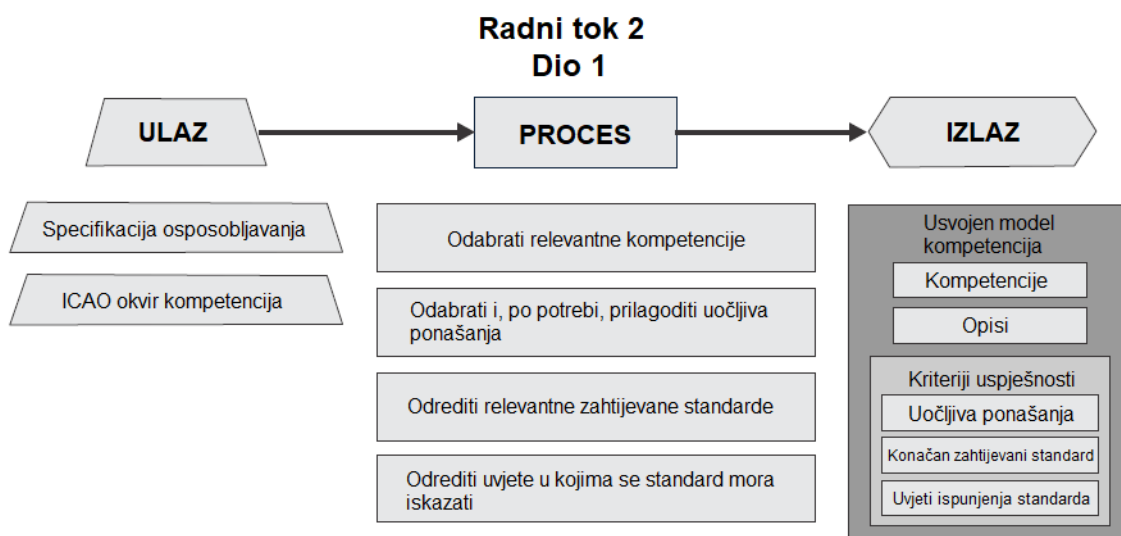 Radni tok 2
Dio 1
ULAZ
PROCES
IZLAZ
Specifikacija osposobljavanja
ICAO okvir kompetencija
Odabrati relevantne kompetencije
Odabrati i, po potrebi, prilagoditi uočljiva
ponašanja
Odrediti relevantne zahtijevane standarde
Odrediti uvjete u kojima se standard mora
iskazati
Usvojen model
kompetencija
Kompetencije
Opisi
Kriteriji uspješnosti
Uočljiva ponašanja
Konačan zahtijevani standard
Uvjeti ispunjenja standarda